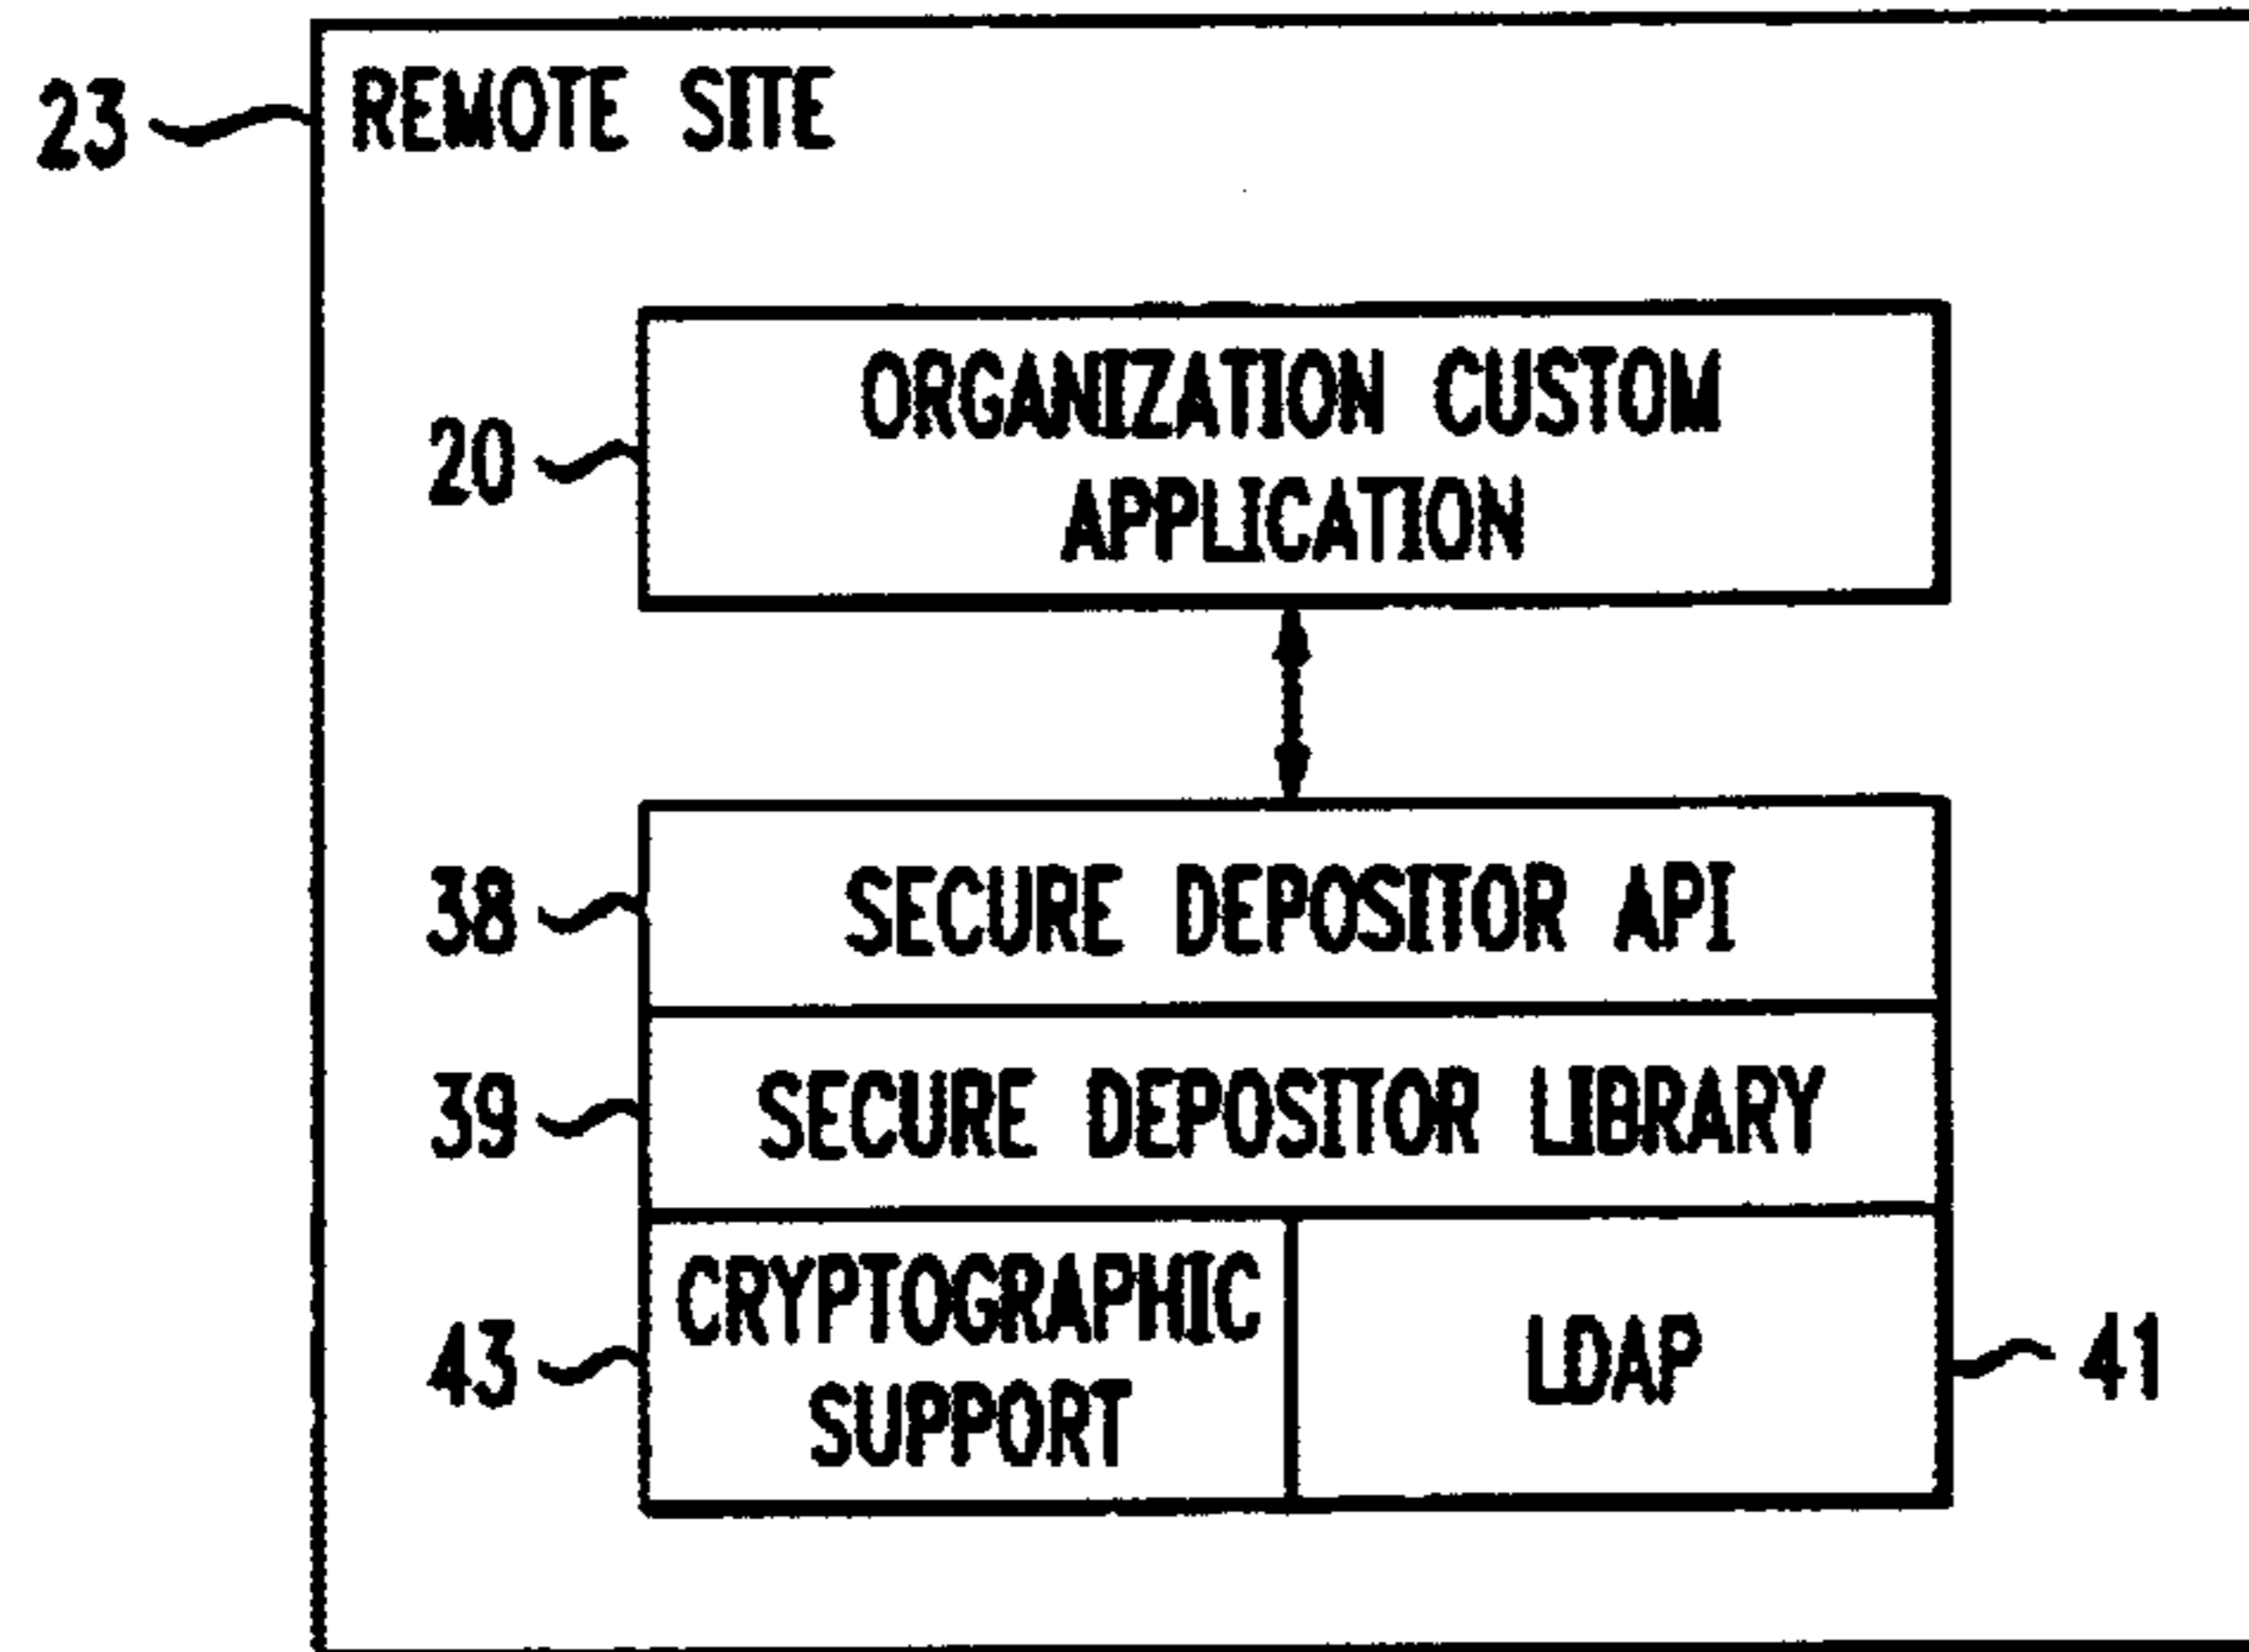 23 REMOTE SITE
ORGANIZATION CUSTOM
20
APPLICATION
38 SECURE DEPOSITOR API
39 SECURE DEPOSITOR LIBRARY
CRYPTOGRAPHIC
43 LDAP 41
SUPPORT